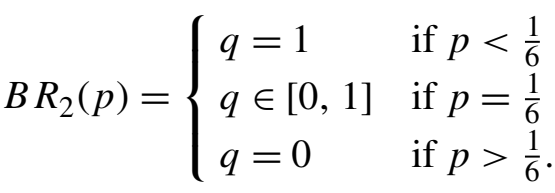 q = 1 if p < 1/6
BR₂(p) = { q ∈ [0, 1] if p = 1/6
q = 0 if p > 1/6.